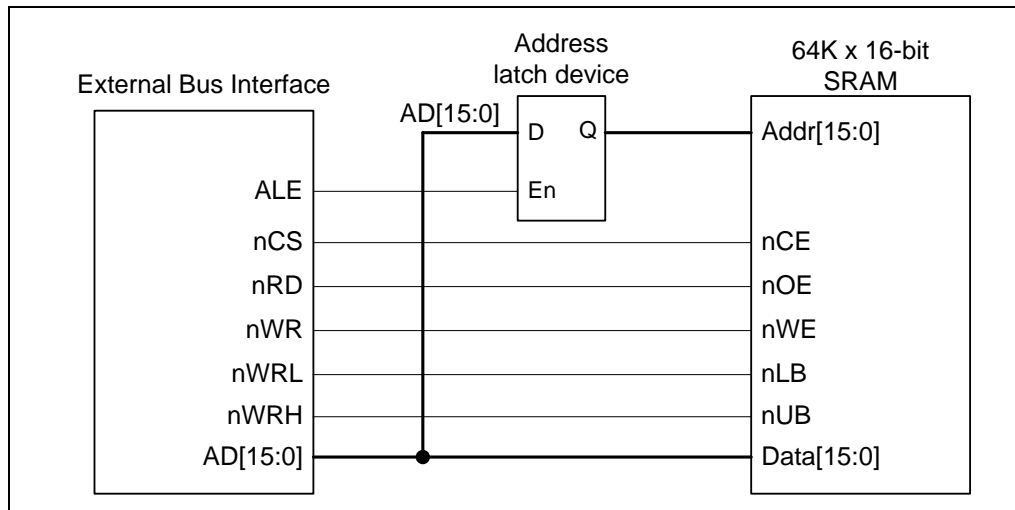 Address
latch device
64K x 16-bit
SRAM
External Bus Interface
AD[15:0]
D
Q
Addr[15:0]
ALE
En
nCS
nCE
nRD
nOE
nWR
nWE
nWRL
nLB
nWRH
nUB
AD[15:0]
Data[15:0]